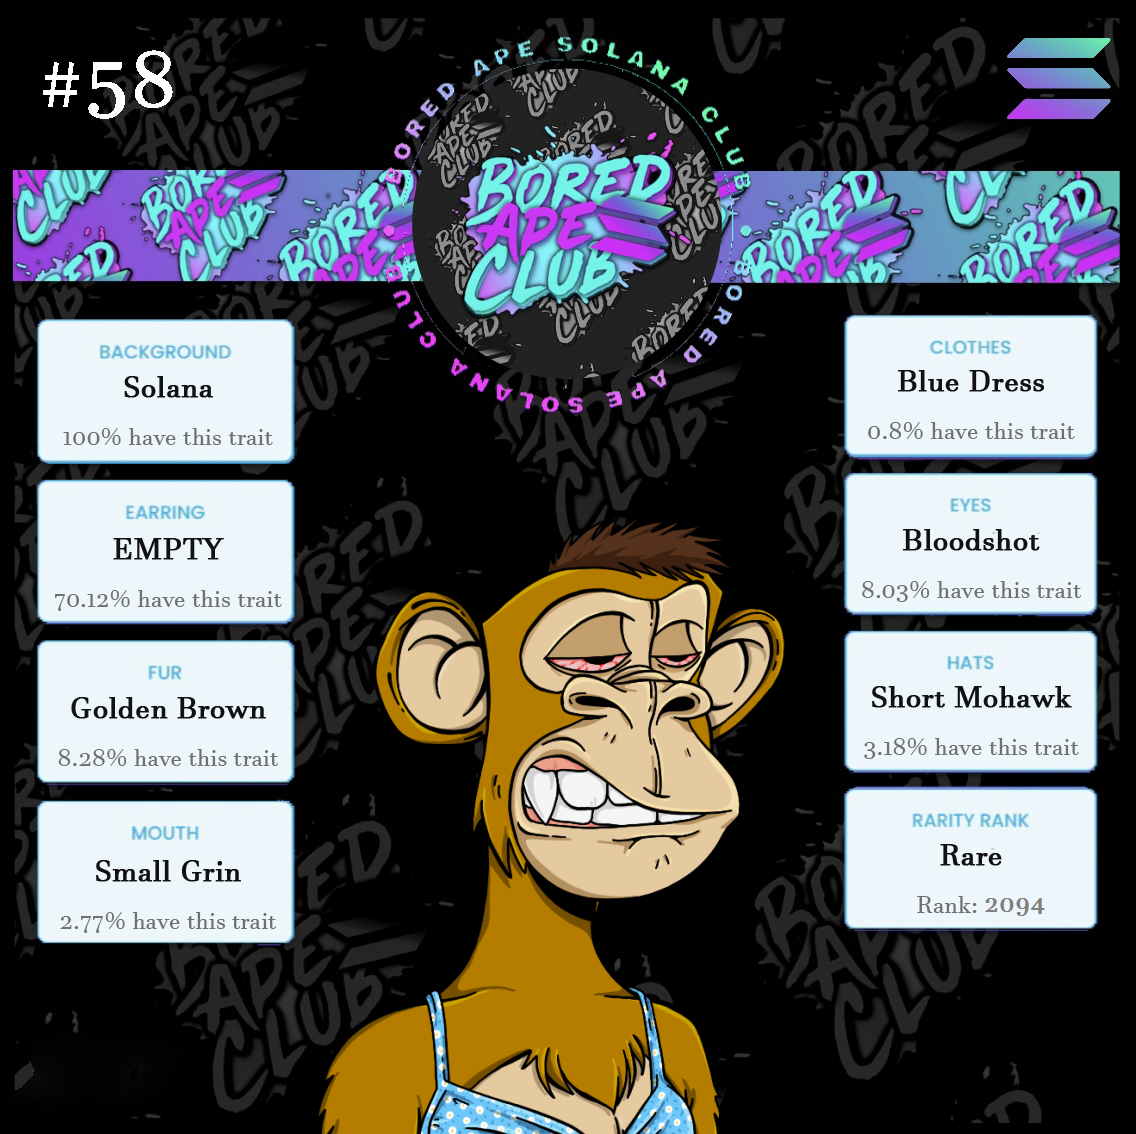 #58
BORED APE SOLANA CLUB
BORED APE SOLANA CLUB
BORED
APE
CLUB
BACKGROUND
Solana
100% have this trait
EARRING
EMPTY
70.12% have this trait
FUR
Golden Brown
8.28% have this trait
MOUTH
Small Grin
2.77% have this trait
CLOTHES
Blue Dress
0.8% have this trait
EYES
Bloodshot
8.03% have this trait
HATS
Short Mohawk
3.18% have this trait
RARITY RANK
Rare
Rank: 2094